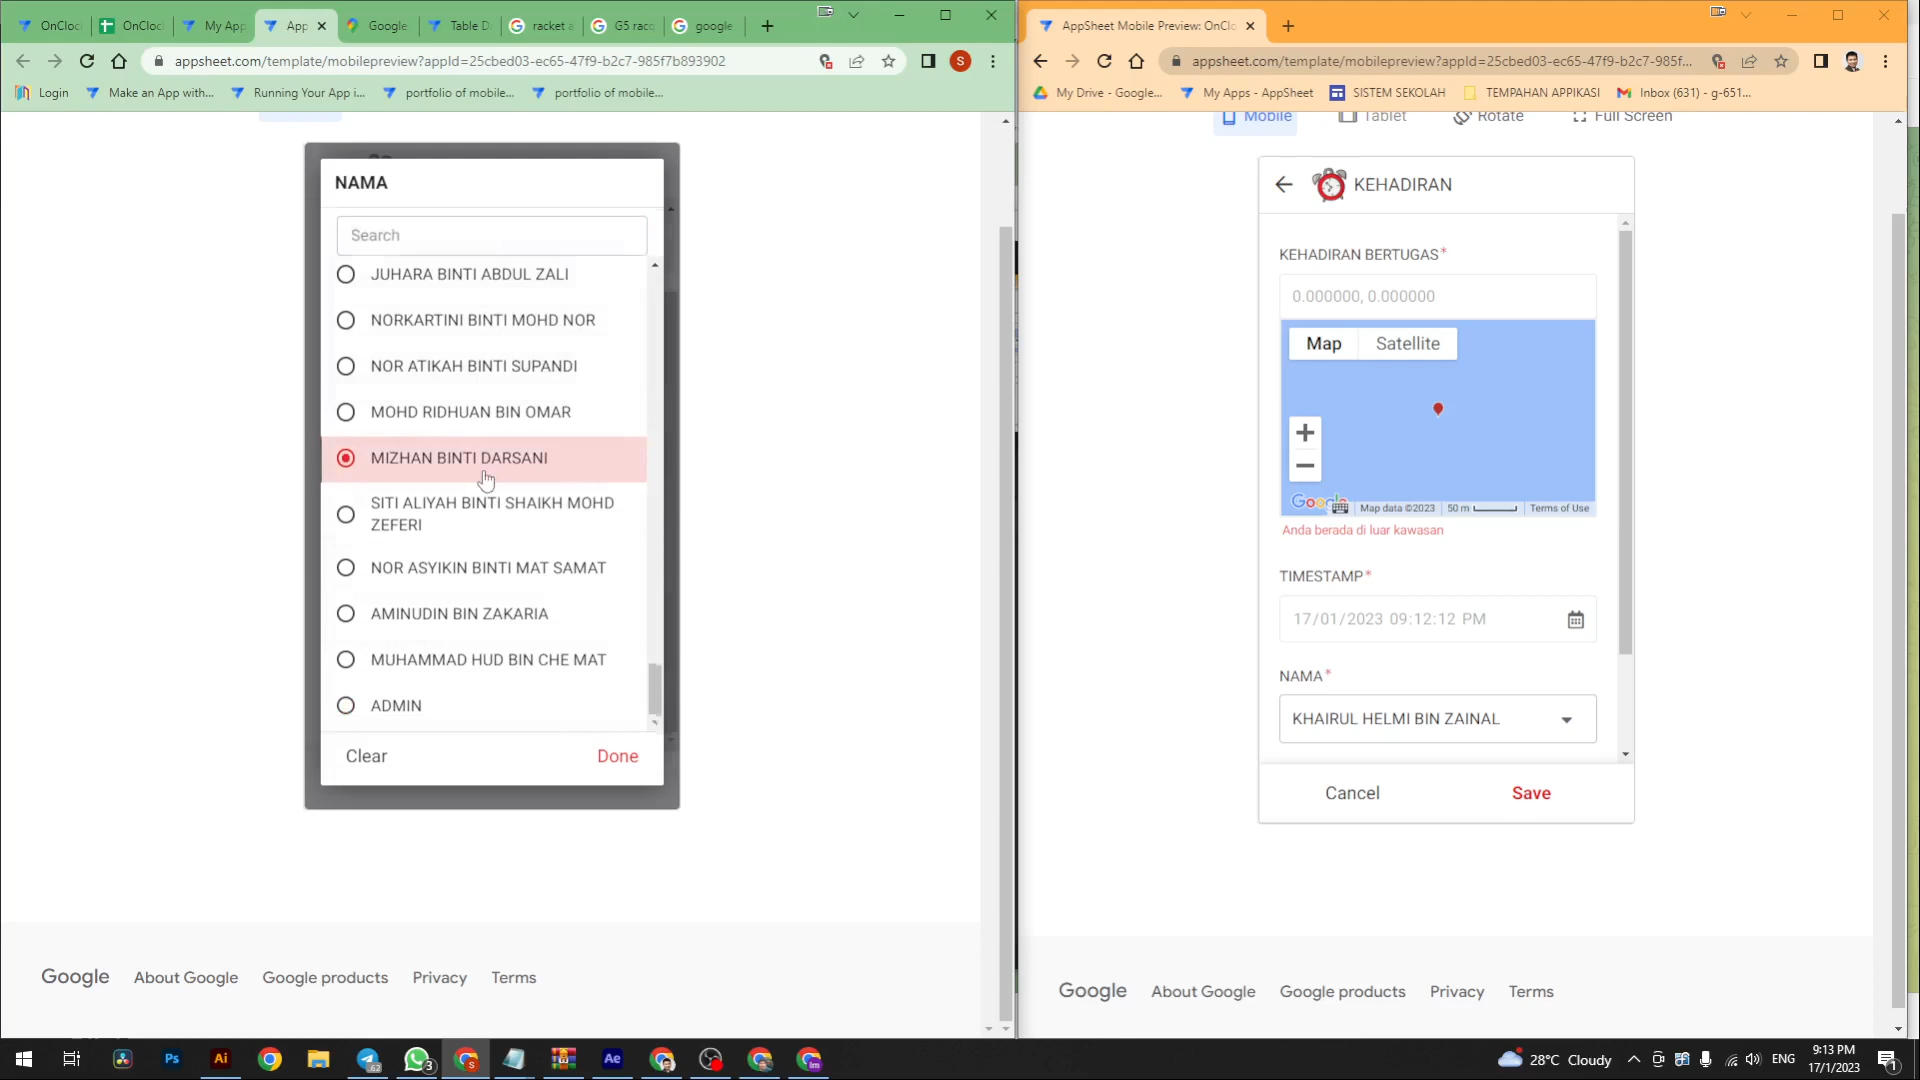 OnCloc
OnCloc
My App
App
Google
Table D
racket a
G5 racq
google
appsheet.com/template/mobilepreview?appId=25cbed03-ec65-47f9-b2c7-985f7b893902
S
Login
Make an App with...
Running Your App i...
portfolio of mobile...
portfolio of mobile...
NAMA
Search
JUHARA BINTI ABDUL ZALI
NORKARTINI BINTI MOHD NOR
NOR ATIKAH BINTI SUPANDI
MOHD RIDHUAN BIN OMAR
MIZHAN BINTI DARSANI
SITI ALIYAH BINTI SHAIKH MOHD
ZEFERI
NOR ASYIKIN BINTI MAT SAMAT
AMINUDIN BIN ZAKARIA
MUHAMMAD HUD BIN CHE MAT
ADMIN
Clear
Done
Google
About Google
Google products
Privacy
Terms
AppSheet Mobile Preview: OnClo
appsheet.com/template/mobilepreview?appId=25cbed03-ec65-47f9-b2c7-985f...
My Drive - Google...
My Apps - AppSheet
SISTEM SEKOLAH
TEMPAHAN APPIKASI
Inbox (631) - g-651...
Mobile
Tablet
Rotate
Full Screen
KEHADIRAN
KEHADIRAN BERTUGAS*
0.000000, 0.000000
Map
Satellite
Google
Map data ©2023
50 m
Terms of Use
Anda berada di luar kawasan
TIMESTAMP*
17/01/2023 09:12:12 PM
NAMA*
KHAIRUL HELMI BIN ZAINAL
Cancel
Save
Google
About Google
Google products
Privacy
Terms
Ps
Ai
62
3
S
Ae
28°C Cloudy
ENG
9:13 PM
17/1/2023
1